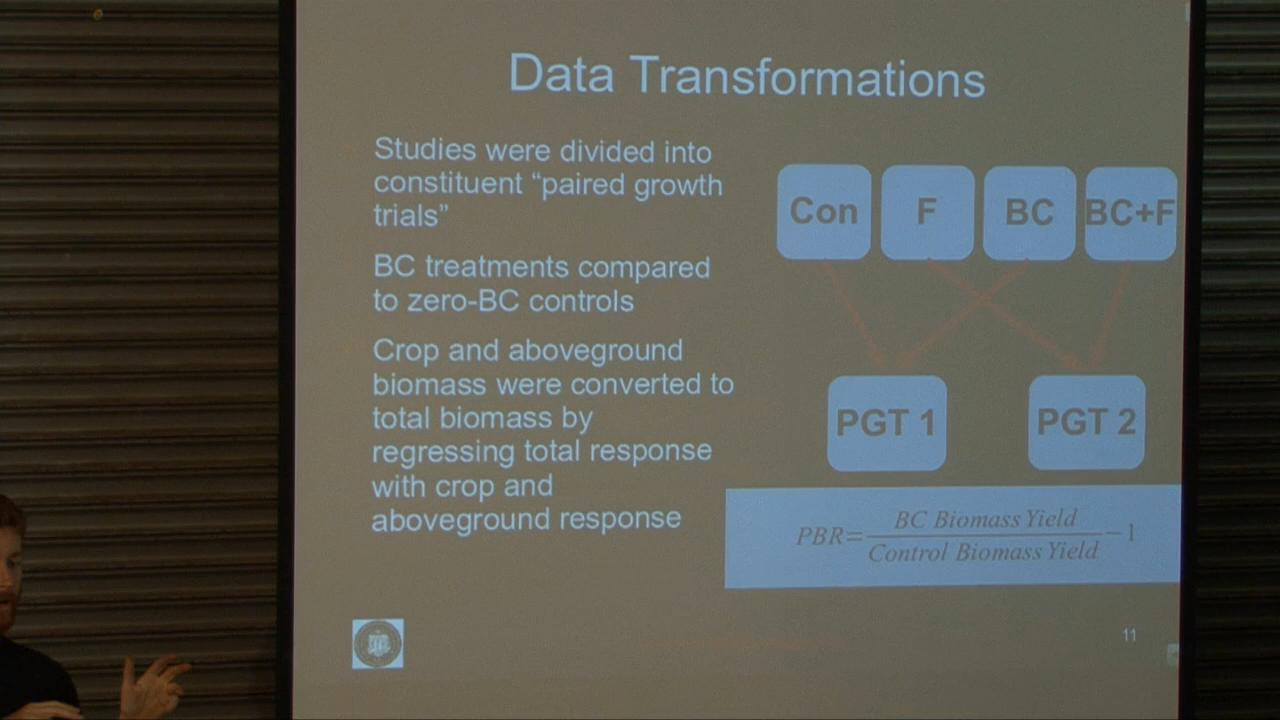 Data Transformations
Studies were divided into
constituent “paired growth
trials”
BC treatments compared
to zero-BC controls
Crop and aboveground
biomass were converted to
total biomass by
regressing total response
with crop and
aboveground response
Con
F
BC
BC+F
PGT 1
PGT 2
PBR = BC Biomass Yield / Control Biomass Yield − 1
11